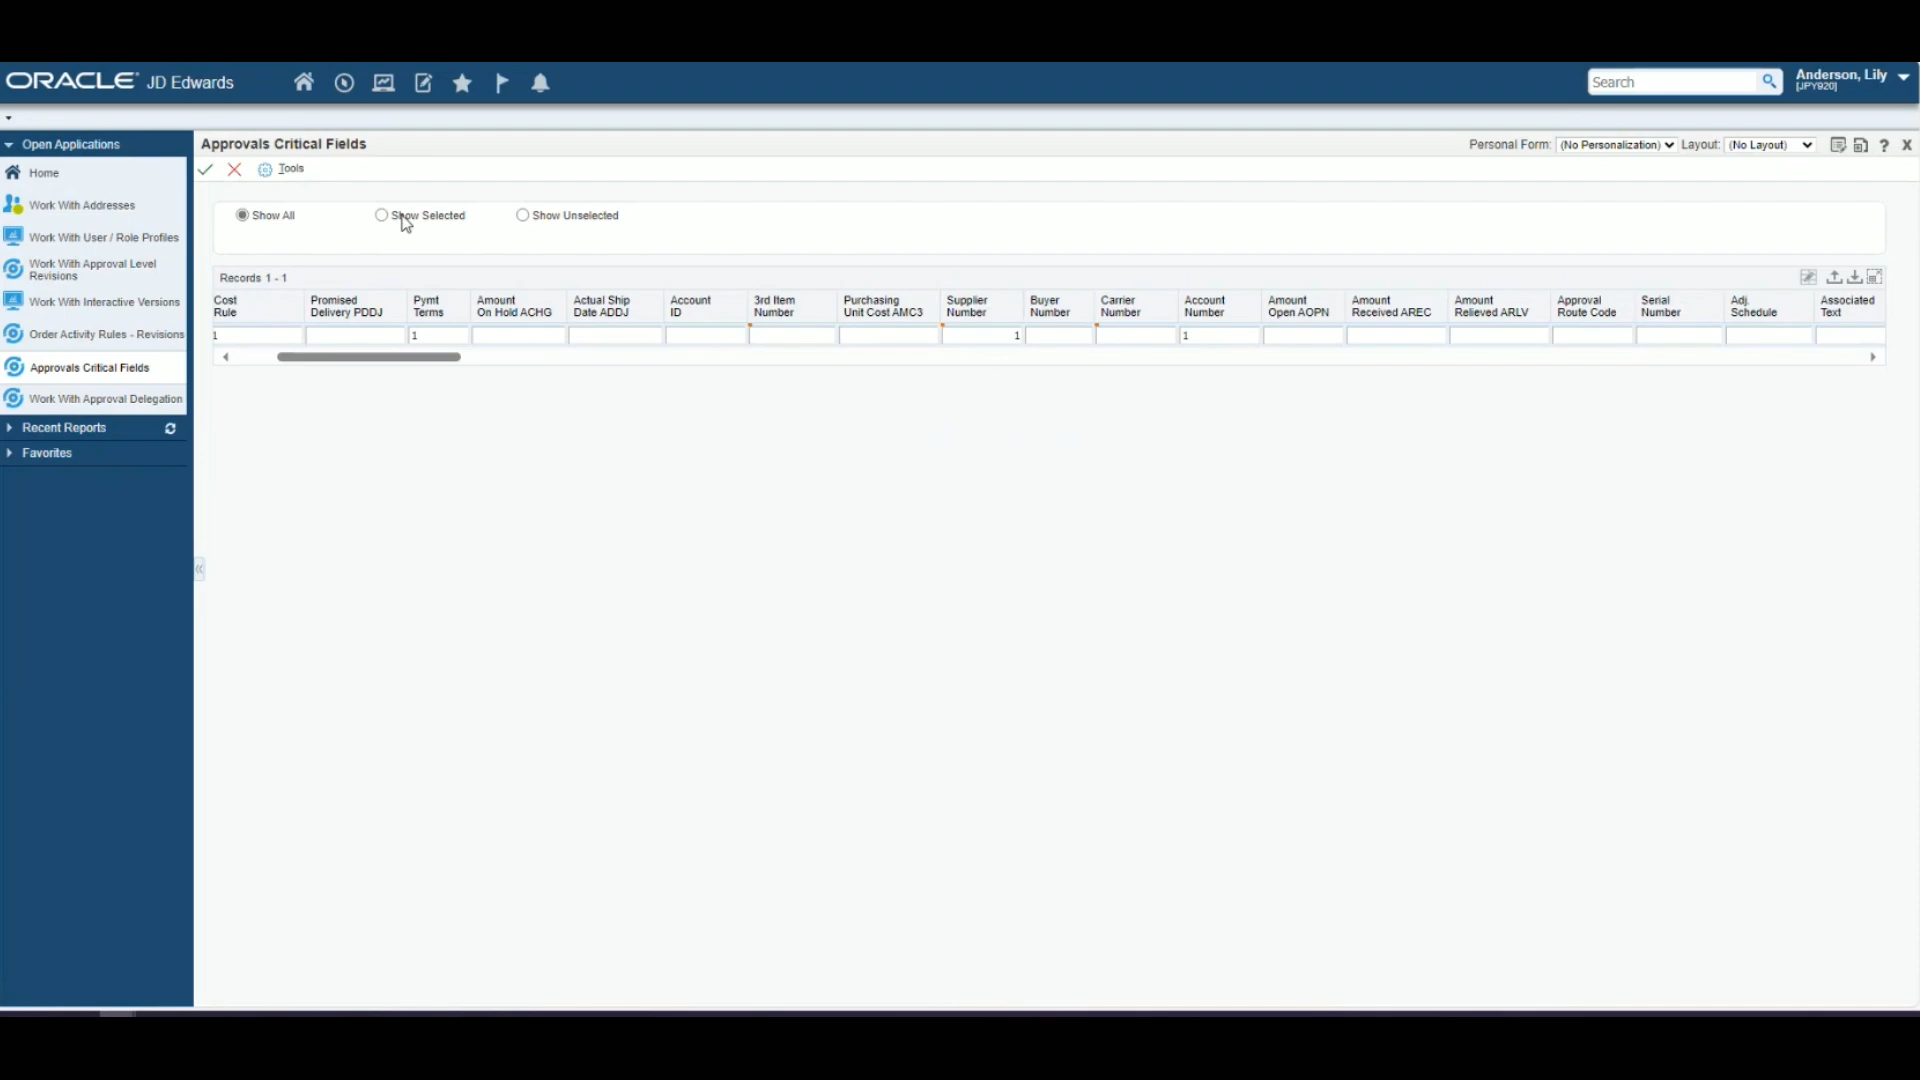 ORACLE JD Edwards
Search
Anderson, Lily
[JPY920]
Open Applications
Home
Work With Addresses
Work With User / Role Profiles
Work With Approval Level
Revisions
Work With Interactive Versions
Order Activity Rules - Revisions
Approvals Critical Fields
Work With Approval Delegation
Recent Reports
Favorites
Approvals Critical Fields
Personal Form: (No Personalization) Layout: (No Layout)
Tools
Show All Show Selected Show Unselected
Records 1 - 1
Cost Promised Pymt Amount Actual Ship Account 3rd Item Purchasing Supplier Buyer Carrier Account Amount Amount Amount Approval Serial Adj. Associated
Rule Delivery PDDJ Terms On Hold ACHG Date ADDJ ID Number Unit Cost AMC3 Number Number Number Number Open AOPN Received AREC Relieved ARLV Route Code Number Schedule Text
1 1 1 1